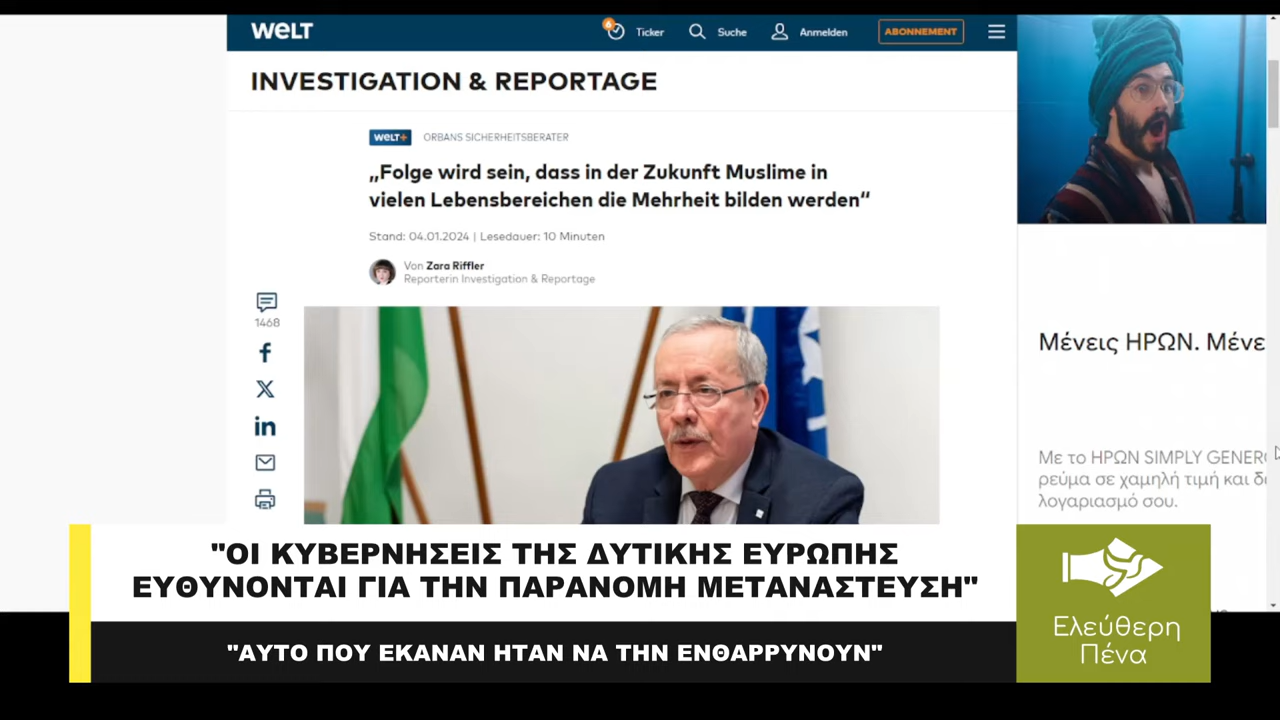 WELT
6
Ticker
Suche
Anmelden
ABONNEMENT
INVESTIGATION & REPORTAGE
WELT+ ORBANS SICHERHEITSBERATER
„Folge wird sein, dass in der Zukunft Muslime in
vielen Lebensbereichen die Mehrheit bilden werden“
Stand: 04.01.2024 | Lesedauer: 10 Minuten
Von Zara Riffler
Reporterin Investigation & Reportage
1468
Μένεις ΗΡΩΝ. Μένε
Με το ΗΡΩΝ SIMPLY GENER
ρεύμα σε χαμηλή τιμή και
λογαριασμό σου.
"ΟΙ ΚΥΒΕΡΝΗΣΕΙΣ ΤΗΣ ΔΥΤΙΚΗΣ ΕΥΡΩΠΗΣ
ΕΥΘΥΝΟΝΤΑΙ ΓΙΑ ΤΗΝ ΠΑΡΑΝΟΜΗ ΜΕΤΑΝΑΣΤΕΥΣΗ"
"ΑΥΤΟ ΠΟΥ ΕΚΑΝΑΝ ΗΤΑΝ ΝΑ ΤΗΝ ΕΝΘΑΡΡΥΝΟΥΝ"
Ελεύθερη
Πένα